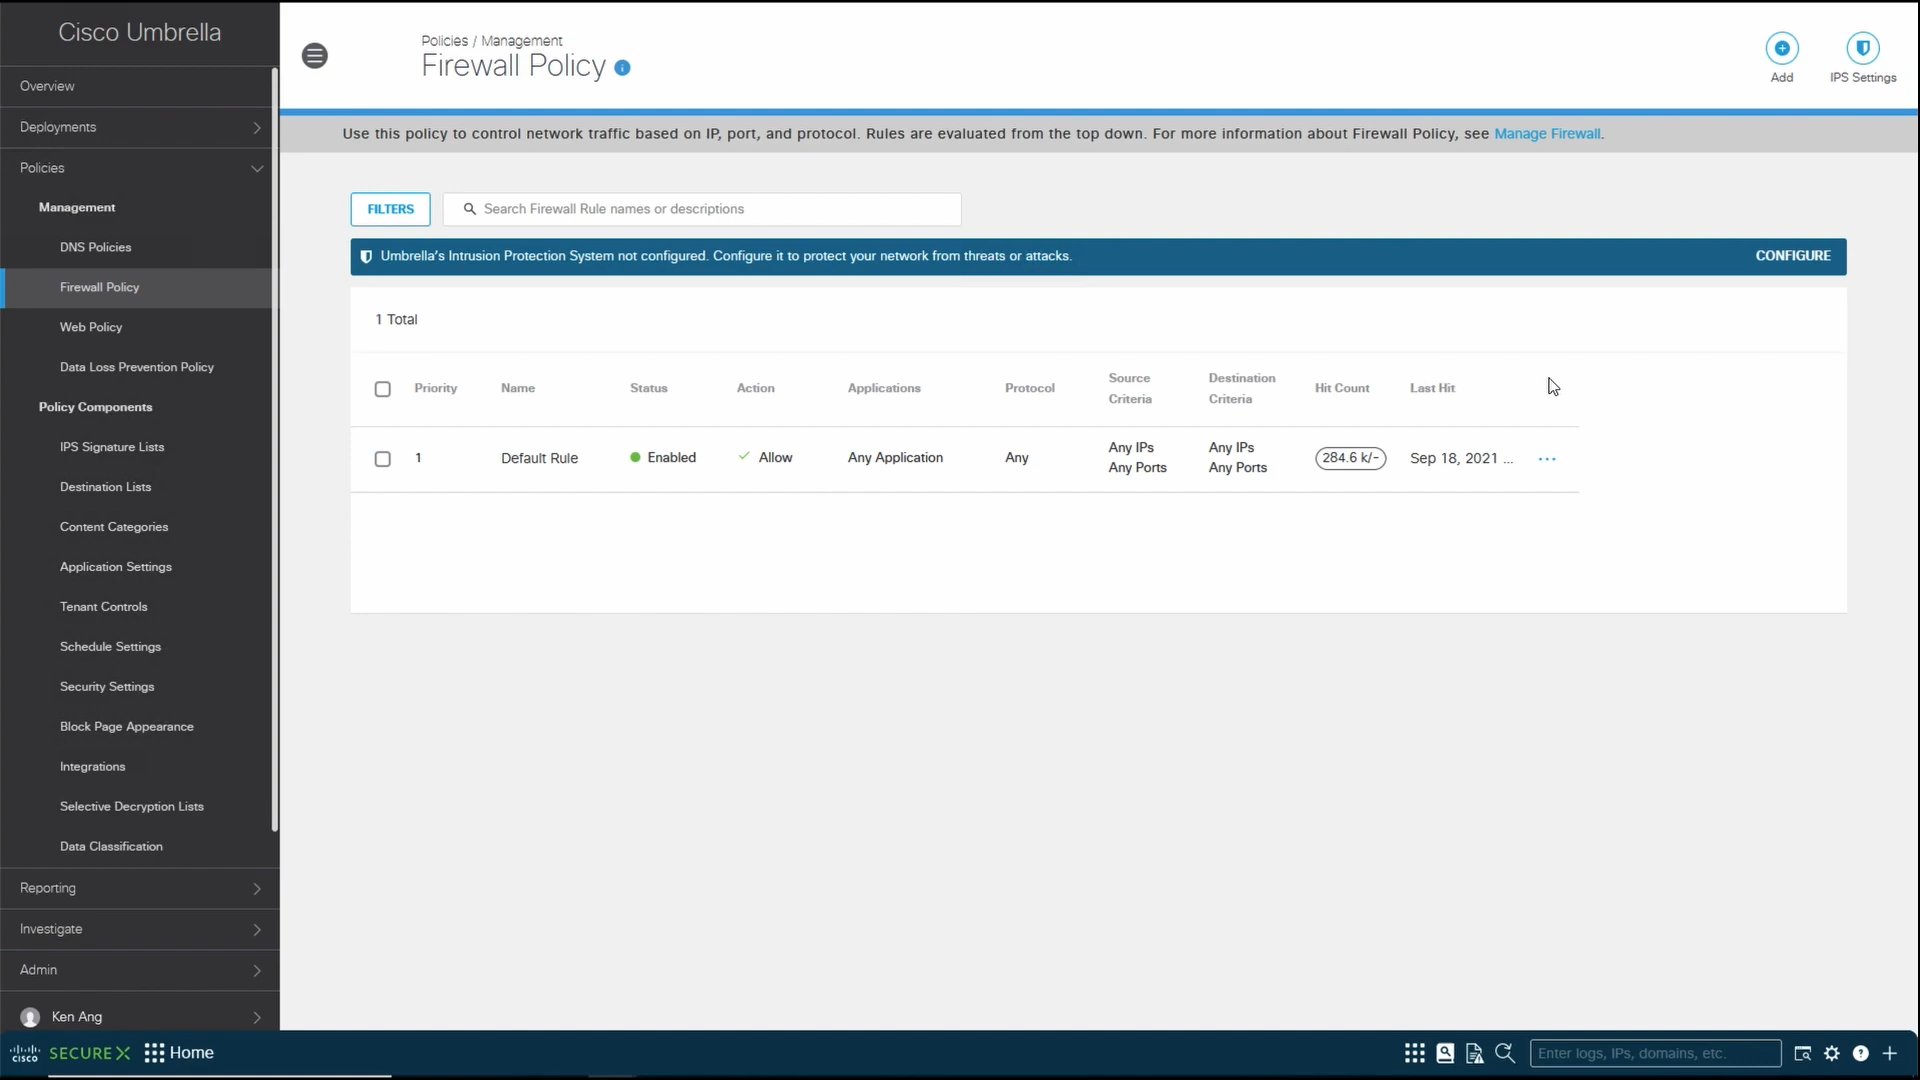 Cisco Umbrella
Overview
Deployments
Policies
Management
DNS Policies
Firewall Policy
Web Policy
Data Loss Prevention Policy
Policy Components
IPS Signature Lists
Destination Lists
Content Categories
Application Settings
Tenant Controls
Schedule Settings
Security Settings
Block Page Appearance
Integrations
Selective Decryption Lists
Data Classification
Reporting
Investigate
Admin
Ken Ang
Policies / Management
Firewall Policy
Add
IPS Settings
Use this policy to control network traffic based on IP, port, and protocol. Rules are evaluated from the top down. For more information about Firewall Policy, see Manage Firewall.
FILTERS
Search Firewall Rule names or descriptions
Umbrella's Intrusion Protection System not configured. Configure it to protect your network from threats or attacks.
CONFIGURE
1 Total
Priority Name Status Action Applications Protocol Source Criteria Destination Criteria Hit Count Last Hit
1 Default Rule Enabled Allow Any Application Any Any IPs Any Ports Any IPs Any Ports 284.6 k/- Sep 18, 2021 ...
CISCO SECUREX Home
Enter logs, IPs, domains, etc.